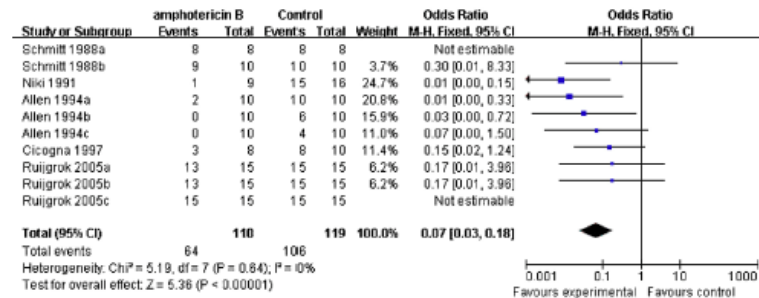 amphotericin B Control Odds Ratio Odds Ratio
Study or Subgroup Events Total Events Total Weight M-H, Fixed, 95% CI M-H, Fixed, 95% CI
Schmitt 1988a 8 8 8 8 Not estimable
Schmitt 1988b 9 10 10 10 3.7% 0.30 [0.01, 8.33]
Niki 1991 1 9 15 16 24.7% 0.01 [0.00, 0.15]
Allen 1994a 2 10 10 10 20.8% 0.01 [0.00, 0.33]
Allen 1994b 0 10 6 10 15.9% 0.03 [0.00, 0.72]
Allen 1994c 0 10 4 10 11.0% 0.07 [0.00, 1.50]
Cicogna 1997 3 8 8 10 11.4% 0.15 [0.02, 1.24]
Ruijgrok 2005a 13 15 15 15 6.2% 0.17 [0.01, 3.96]
Ruijgrok 2005b 13 15 15 15 6.2% 0.17 [0.01, 3.96]
Ruijgrok 2005c 15 15 15 15 Not estimable
Total (95% CI) 110 119 100.0% 0.07 [0.03, 0.18]
Total events 64 106
Heterogeneity: Chi² = 5.19, df = 7 (P = 0.64); I² = 0%
Test for overall effect: Z = 5.36 (P < 0.00001)
0.001 0.1 1 10 1000
Favours experimental Favours control